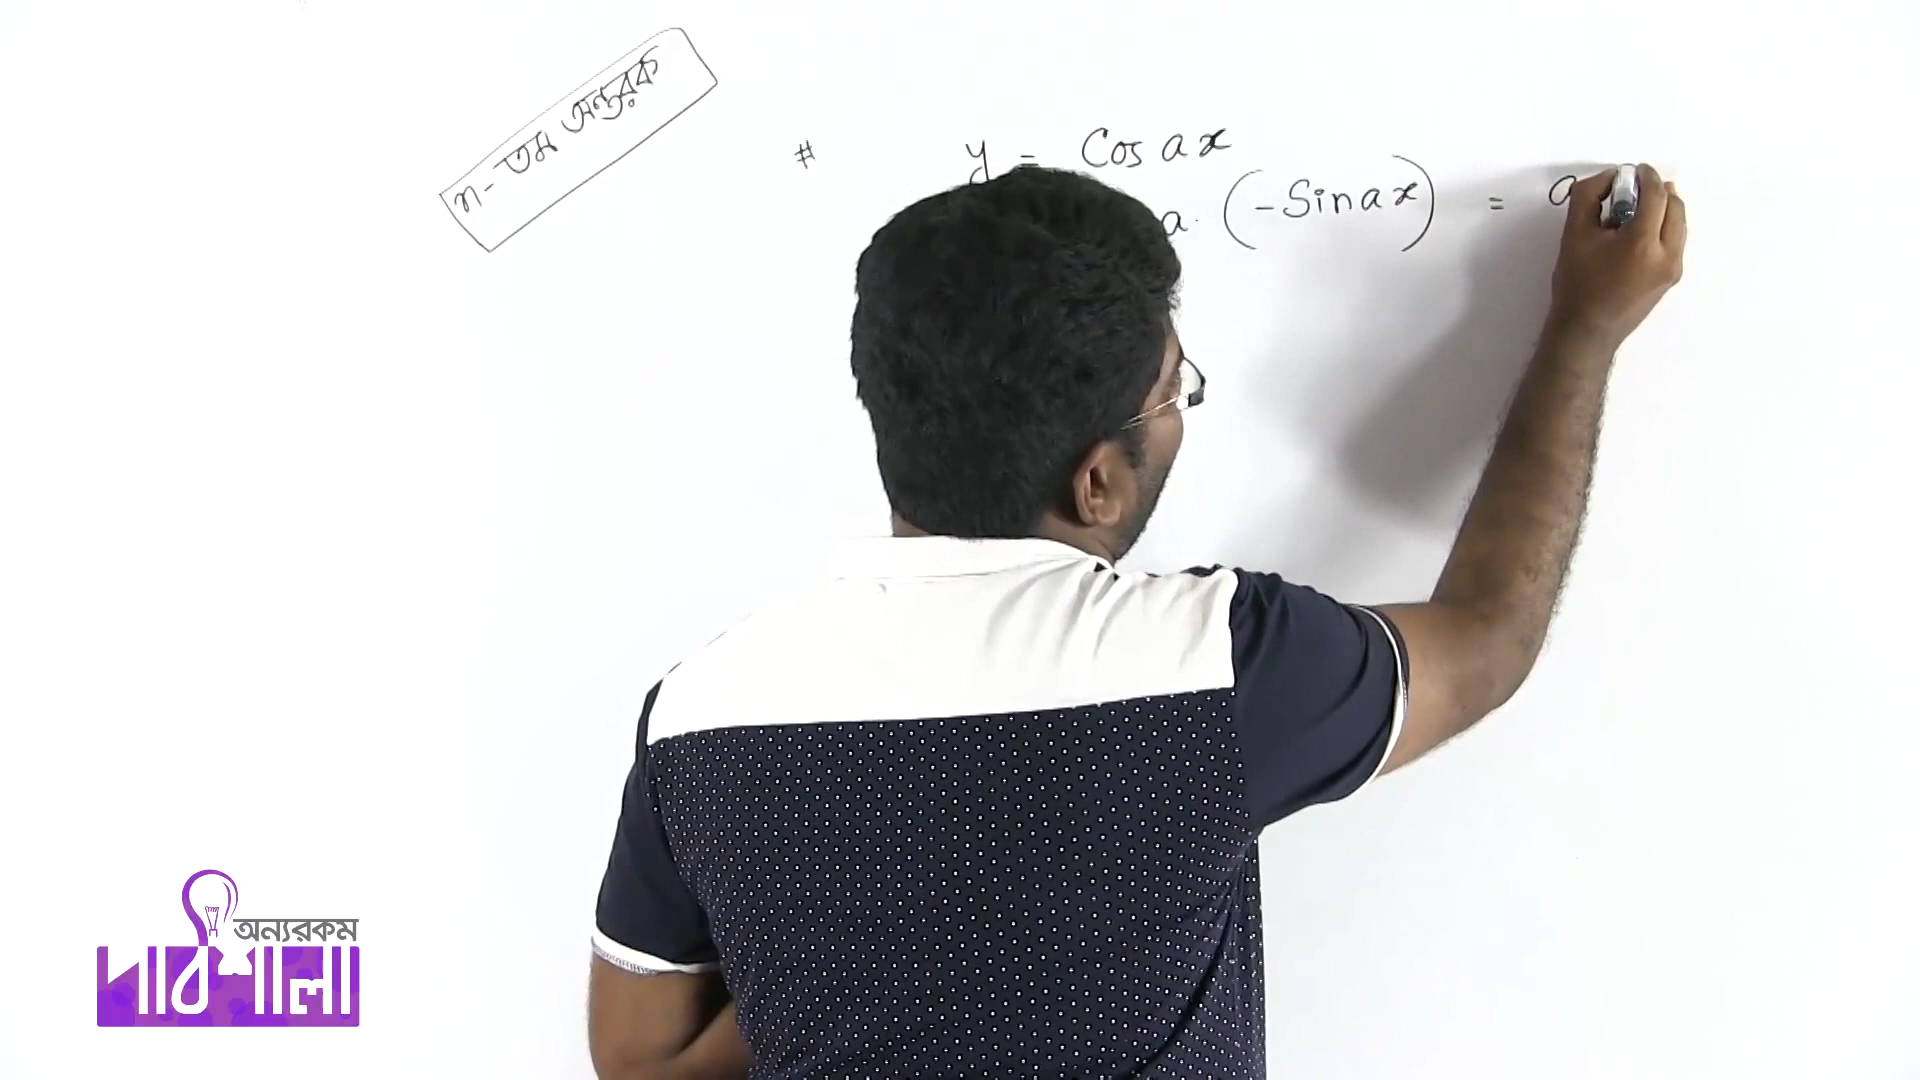 n-তম অন্তরক
# y = Cos ax
a. (-Sin ax) = a
অন্যরকম
পাঠশালা